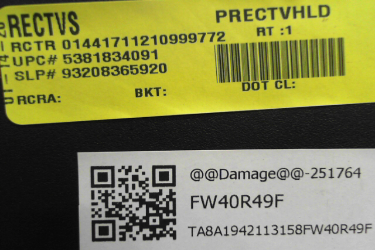 RECTVS PRECTVHLD
RCTR 01441711210999772 RT :1
UPC# 5381834091
SLP# 93208365920
RCRA: BKT: DOT CL:
@@Damage@@-251764
FW40R49F
TA8A1942113158FW40R49F